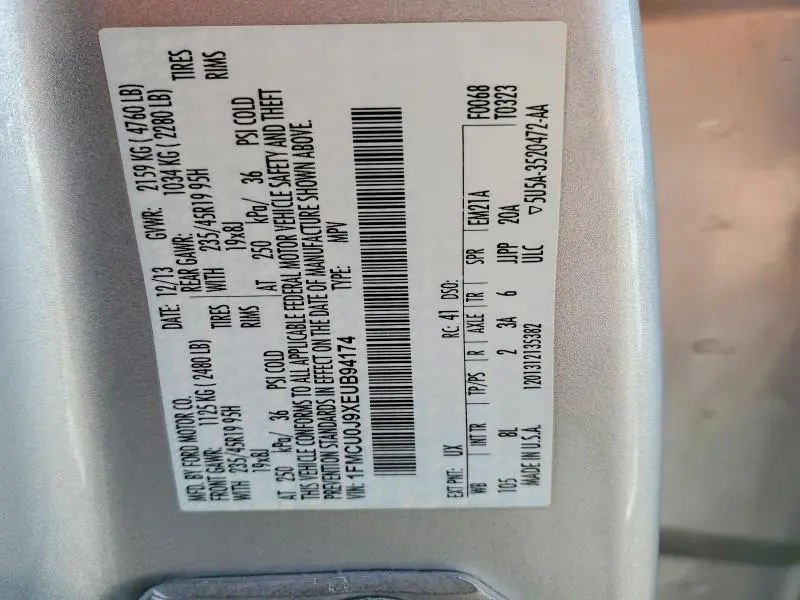 MFD. BY FORD MOTOR CO.
DATE: 12/13 GVWR: 2159 KG ( 4760 LB)
FRONT GAWR: 1125 KG ( 2480 LB) REAR GAWR: 1034 KG ( 2280 LB)
WITH 235/45R19 95H TIRES WITH 235/45R19 95H TIRES
19x8J RIMS 19x8J RIMS
AT 250 kPa/ 36 PSI COLD AT 250 kPa/ 36 PSI COLD
THIS VEHICLE CONFORMS TO ALL APPLICABLE FEDERAL MOTOR VEHICLE SAFETY AND THEFT
PREVENTION STANDARDS IN EFFECT ON THE DATE OF MANUFACTURE SHOWN ABOVE.
VIN: 1FMCU0J9XEUB94174 TYPE: MPV
F0068
T0323
EXT PNT: UX RC: 41 DSO:
WB INT TR TP/PS R AXLE TR SPR EM21A
105 8L 2 3A 6 JJPP 20A
MADE IN U.S.A. 12013121353​82 ULC ▽5U5A-3520472-AA